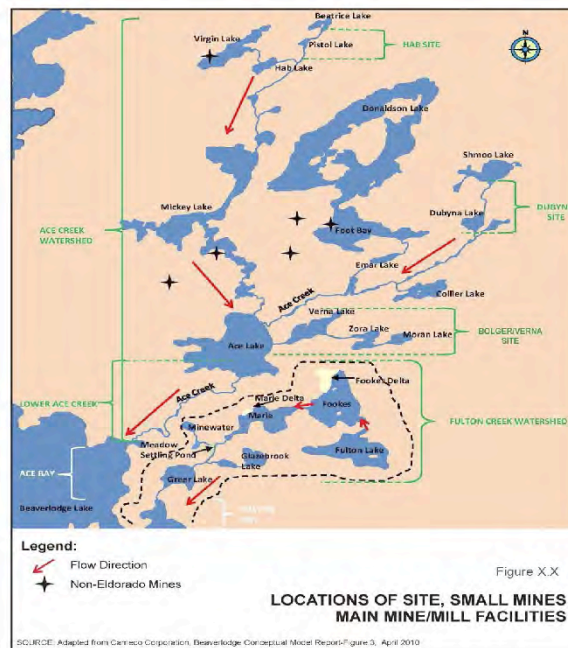 Beatrice Lake
N
Virgin Lake
Pistol Lake
HAB SITE
Hab Lake
Donaldson Lake
Shmoo Lake
Mickey Lake
Dubyna Lake
DUBYNA
SITE
ACE CREEK
WATERSHED
Foot Bay
Emar Lake
Ace Creek
Collier Lake
Verna Lake
Zora Lake
Moran Lake
BOLGER/VERNA
SITE
Ace Lake
Fookes Delta
LOWER ACE CREEK
Ace Creek
Marie Delta
Marie
Fookes
FULTON CREEK WATERSHED
Minewater
Meadow
Settling Pond
Fulton Lake
Lake
ACE BAY
Greer Lake
Beaverlodge Lake
Legend:
Flow Direction
Non-Eldorado Mines
Figure X.X
LOCATIONS OF SITE, SMALL MINES
MAIN MINE/MILL FACILITIES
SOURCE: Adapted from Cameco Corporation, Beaverlodge Conceptual Model Report-Figure 3, April 2010